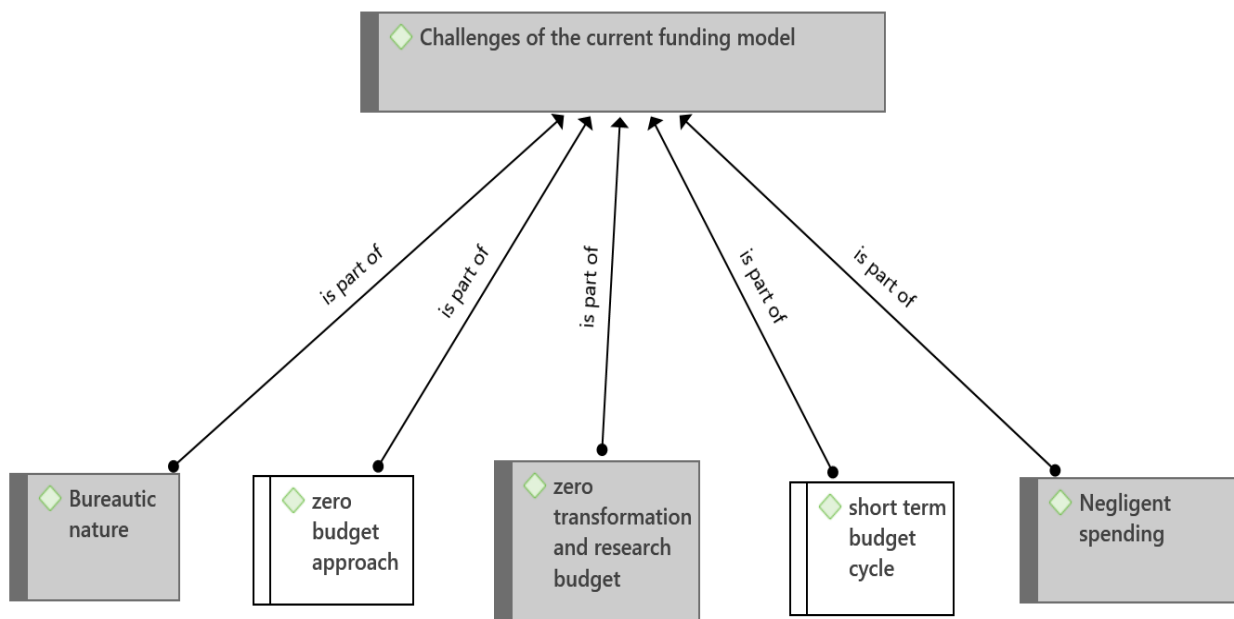 Challenges of the current funding model
is part of
is part of
is part of
is part of
is part of
Bureautic
nature
zero
budget
approach
zero
transformation
and research
budget
short term
budget
cycle
Negligent
spending